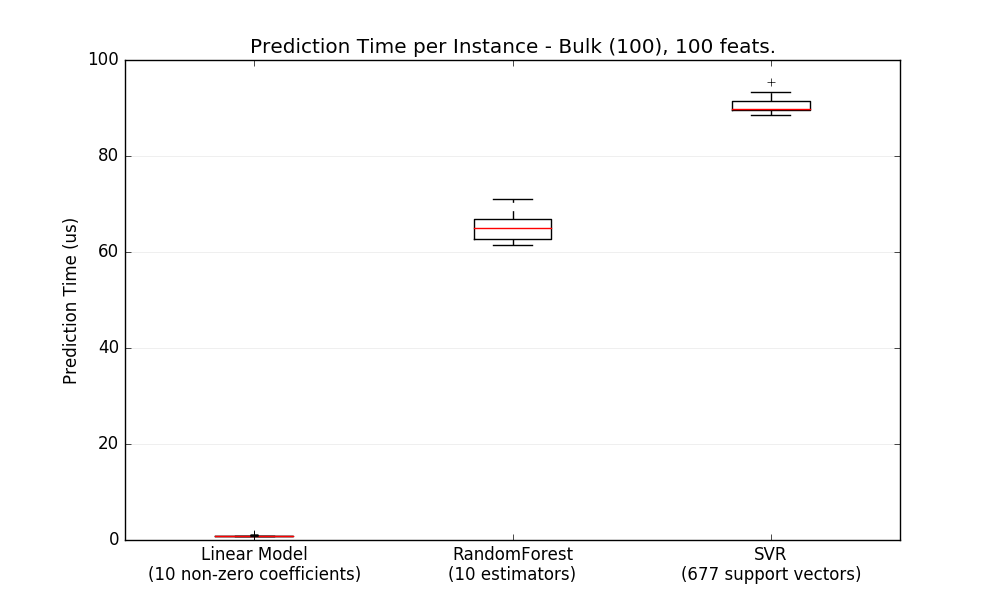 Prediction Time per Instance - Bulk (100), 100 feats.
100
80
60
40
20
0
Prediction Time (us)
Linear Model
(10 non-zero coefficients)
RandomForest
(10 estimators)
SVR
(677 support vectors)